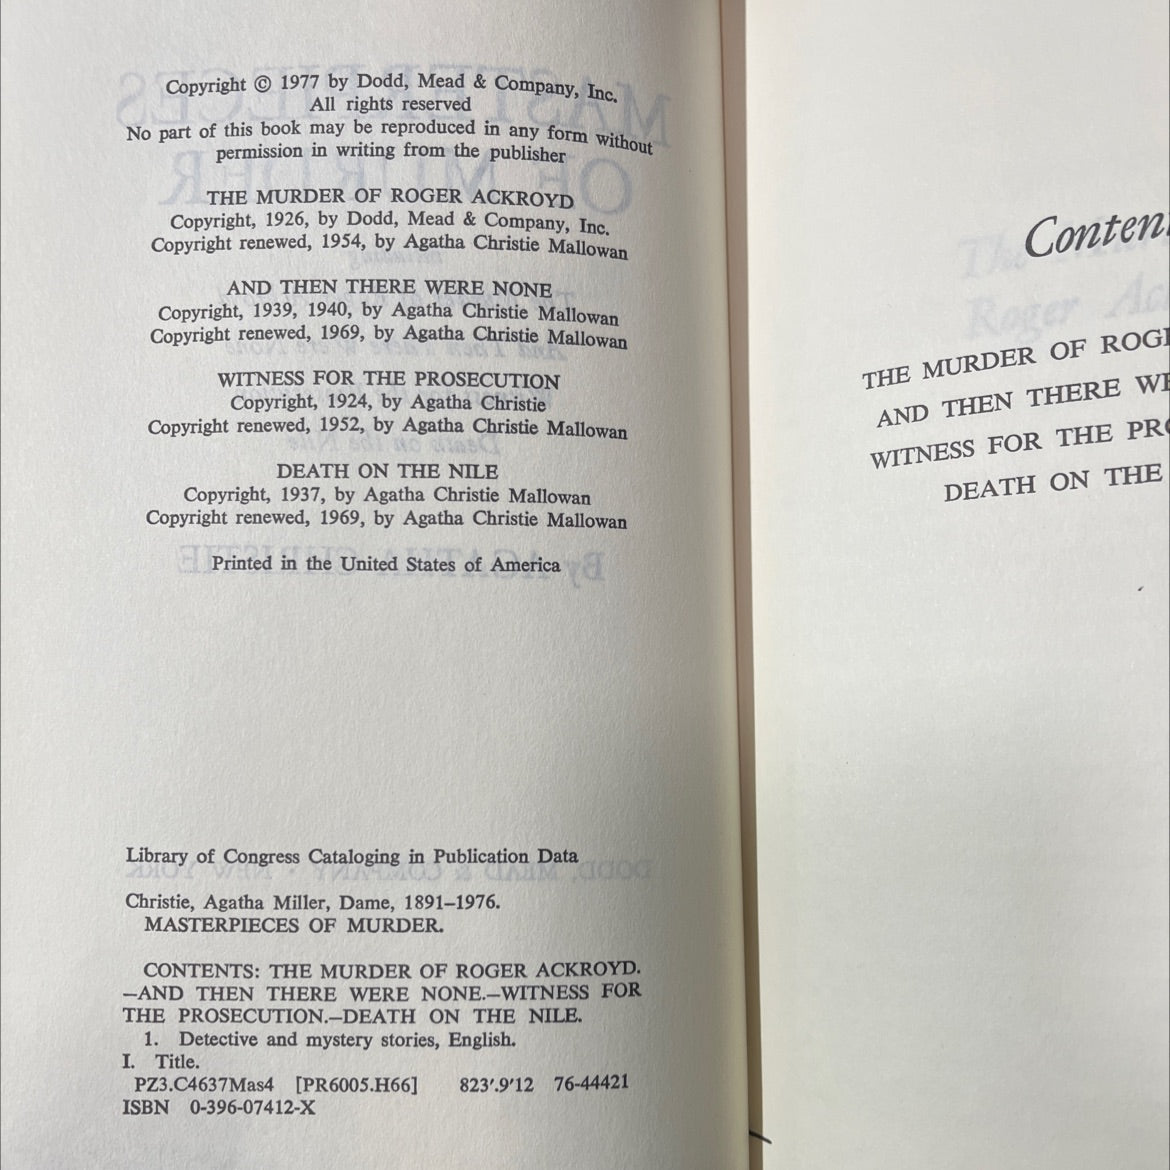 Copyright © 1977 by Dodd, Mead & Company, Inc.
All rights reserved
No part of this book may be reproduced in any form without
permission in writing from the publisher
THE MURDER OF ROGER ACKROYD
Copyright, 1926, by Dodd, Mead & Company, Inc.
Copyright renewed, 1954, by Agatha Christie Mallowan
AND THEN THERE WERE NONE
Copyright, 1939, 1940, by Agatha Christie Mallowan
Copyright renewed, 1969, by Agatha Christie Mallowan
WITNESS FOR THE PROSECUTION
Copyright, 1924, by Agatha Christie
Copyright renewed, 1952, by Agatha Christie Mallowan
DEATH ON THE NILE
Copyright, 1937, by Agatha Christie Mallowan
Copyright renewed, 1969, by Agatha Christie Mallowan
Printed in the United States of America
Library of Congress Cataloging in Publication Data
Christie, Agatha Miller, Dame, 1891–1976.
MASTERPIECES OF MURDER.
CONTENTS: THE MURDER OF ROGER ACKROYD.
—AND THEN THERE WERE NONE.—WITNESS FOR
THE PROSECUTION.—DEATH ON THE NILE.
1. Detective and mystery stories, English.
I. Title.
PZ3.C4637Mas4 [PR6005.H66] 823′.9′12 76-44421
ISBN 0-396-07412-X
Conten
THE MURDER OF ROG
AND THEN THERE WE
WITNESS FOR THE PRO
DEATH ON THE